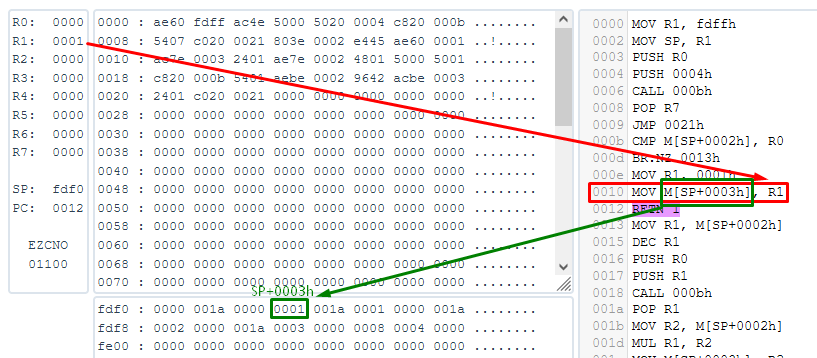 R0: 0000
R1: 0001
R2: 0000
R3: 0000
R4: 0000
R5: 0000
R6: 0000
R7: 0000
SP: fdf0
PC: 0012
EZCNO
01100
0000 : ae60 fdff ac4e 5000 5020 0004 c820 000b ........
0008 : 5407 c020 0021 803e 0002 e445 ae60 0001 ..!.....
0010 : ac7e 0003 2401 ae7e 0002 4801 5000 5001 ........
0018 : c820 000b 5401 aebe 0002 9642 acbe 0003 ........
0020 : 2401 c020 0021 0000 0000 0000 0000 0000 ..!.....
0028 : 0000 0000 0000 0000 0000 0000 0000 0000 ........
0030 : 0000 0000 0000 0000 0000 0000 0000 0000 ........
0038 : 0000 0000 0000 0000 0000 0000 0000 0000 ........
0040 : 0000 0000 0000 0000 0000 0000 0000 0000 ........
0048 : 0000 0000 0000 0000 0000 0000 0000 0000 ........
0050 : 0000 0000 0000 0000 0000 0000 0000 0000 ........
0058 : 0000 0000 0000 0000 0000 0000 0000 0000 ........
0060 : 0000 0000 0000 0000 0000 0000 0000 0000 ........
0068 : 0000 0000 0000 0000 0000 0000 0000 0000 ........
0070 : 0000 0000 0000 0000 0000 0000 0000 0000 ........
SP+0003h
fdf0 : 0000 001a 0000 0001 001a 0001 0000 001a ........
fdf8 : 0002 0000 001a 0003 0000 0008 0004 0000 ........
fe00 : 0000 0000 0000 0000 0000 0000 0000 0000 ........
0000 MOV R1, fdffh
0002 MOV SP, R1
0003 PUSH R0
0004 PUSH 0004h
0006 CALL 000bh
0008 POP R7
0009 JMP 0021h
000b CMP M[SP+0002h], R0
000d BR.NZ 0013h
000e MOV R1, 0001h
0010 MOV M[SP+0003h], R1
0012 RETN 1
0013 MOV R1, M[SP+0002h]
0015 DEC R1
0016 PUSH R0
0017 PUSH R1
0018 CALL 000bh
001a POP R1
001b MOV R2, M[SP+0002h]
001d MUL R1, R2